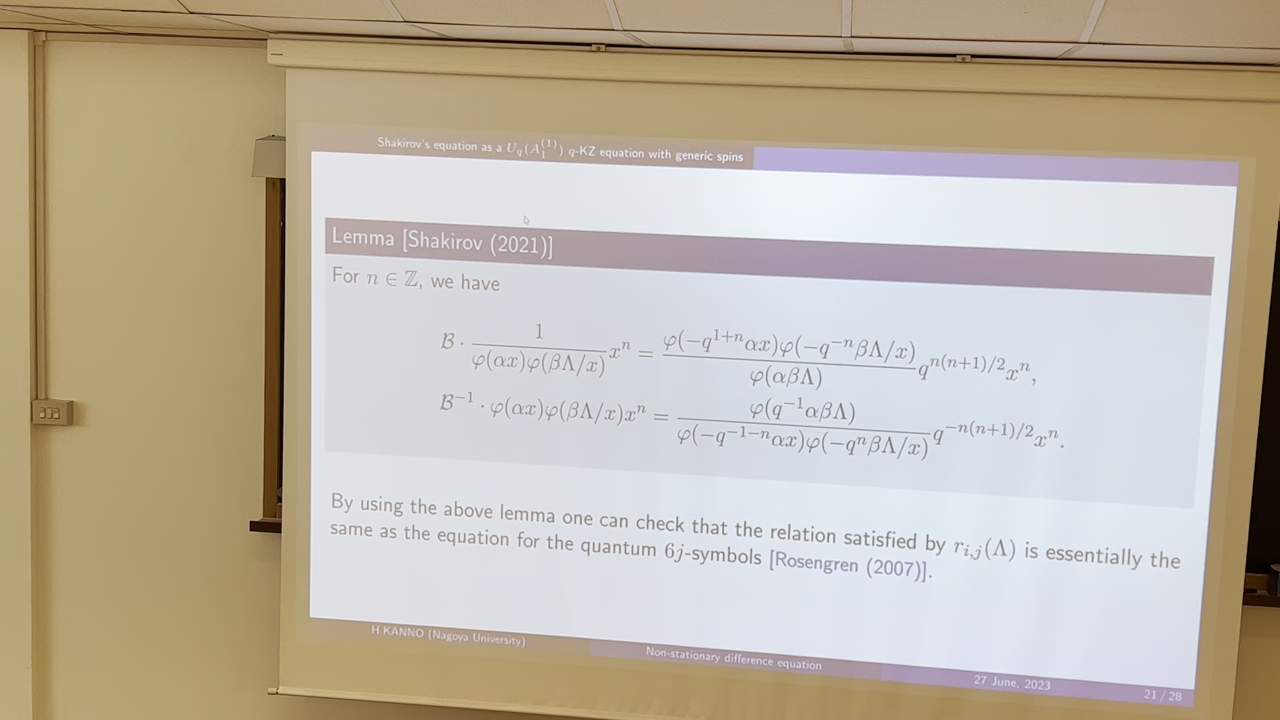 Shakirov's equation as a $U_q(A_1^{(1)})$ $q$-KZ equation with generic spins
Lemma [Shakirov (2021)]
For $n \in \mathbb{Z}$, we have
$\mathcal{B} \cdot \frac{1}{\varphi(\alpha x)\varphi(\beta\Lambda/x)} x^n = \frac{\varphi(-q^{1+n}\alpha x)\varphi(-q^{-n}\beta\Lambda/x)}{\varphi(\alpha\beta\Lambda)} q^{n(n+1)/2} x^n,$
$\mathcal{B}^{-1} \cdot \varphi(\alpha x)\varphi(\beta\Lambda/x) x^n = \frac{\varphi(q^{-1}\alpha\beta\Lambda)}{\varphi(-q^{-1-n}\alpha x)\varphi(-q^n\beta\Lambda/x)} q^{-n(n+1)/2} x^n.$
By using the above lemma one can check that the relation satisfied by $r_{i,j}(\Lambda)$ is essentially the
same as the equation for the quantum $6j$-symbols [Rosengren (2007)].
H.KANNO (Nagoya University)
Non-stationary difference equation
27 June, 2023
21 / 28